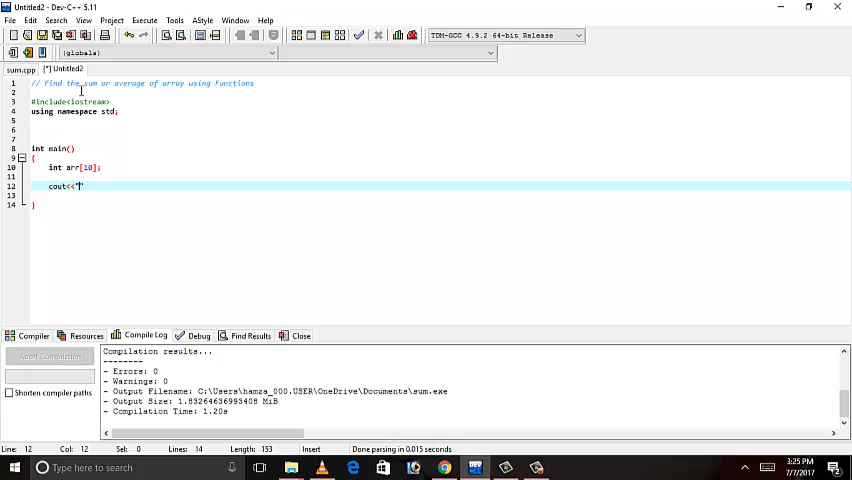 Untitled2 - Dev-C++ 5.11
File Edit Search View Project Execute Tools AStyle Window Help
TDM-GCC 4.9.2 64-bit Release
(globals)
sum.cpp [*] Untitled2
1 // Find the sum or average of array using Functions
2
3 #include<iostream>
4 using namespace std;
5
6
7
8 int main()
9 {
10 int arr[10];
11
12 cout<<""
13
14 }
Compiler Resources Compile Log Debug Find Results Close
Abort Compilation
Shorten compiler paths
Compilation results...
--------
- Errors: 0
- Warnings: 0
- Output Filename: C:\Users\hamza_000.USER\OneDrive\Documents\sum.exe
- Output Size: 1.83264636993408 MiB
- Compilation Time: 1.20s
Line: 12 Col: 12 Sel: 0 Lines: 14 Length: 153 Insert Done parsing in 0.015 seconds
Type here to search
DEV
3:25 PM
7/7/2017
2